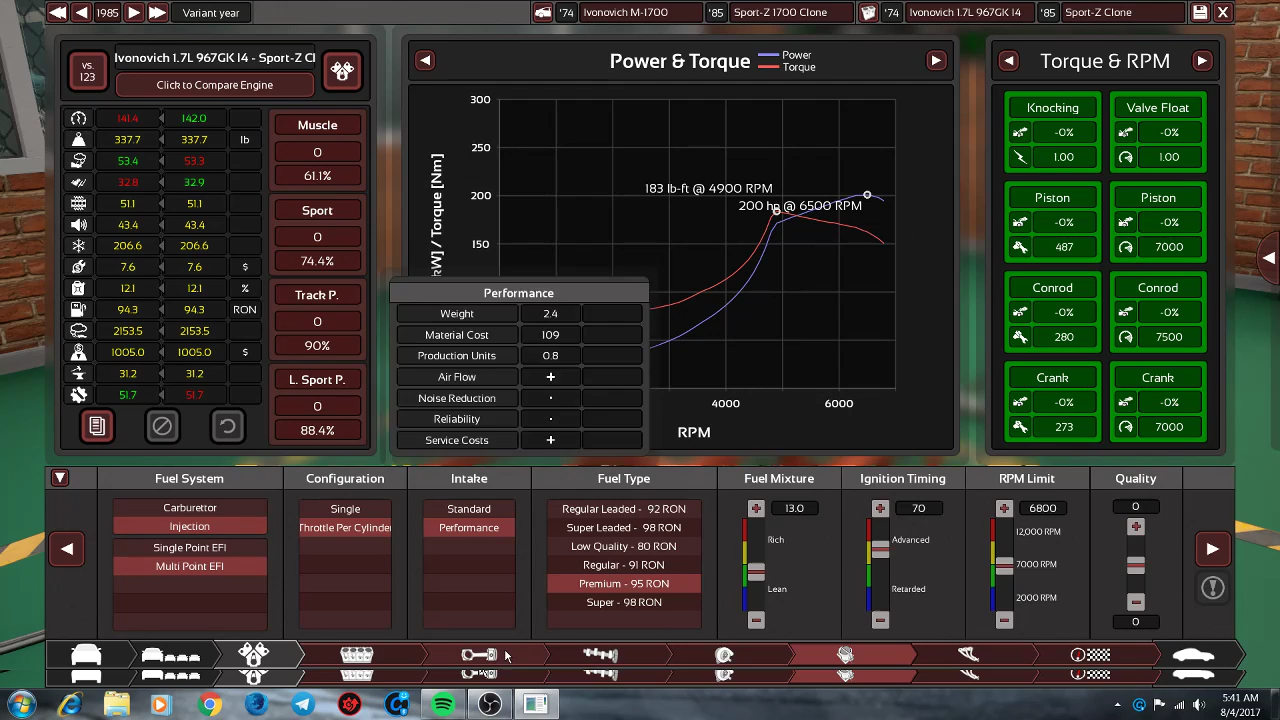 1985
Variant year
'74
Ivonovich M-1700
'85
Sport-Z 1700 Clone
'74
Ivonovich 1.7L 967GK I4
'85
Sport-Z Clone
vs.
123
Ivonovich 1.7L 967GK I4 - Sport-Z Cl
Click to Compare Engine
141.4 142.0
337.7 337.7 lb
53.4 53.3
32.8 32.9
51.1 51.1
43.4 43.4
206.6 206.6
7.6 7.6 $
12.1 12.1 %
94.3 94.3 RON
2153.5 2153.5
1005.0 1005.0 $
31.2 31.2
51.7 51.7
Muscle
0
61.1%
Sport
0
74.4%
Track P.
0
90%
L. Sport P.
0
88.4%
Power & Torque
Power
Torque
300
250
200
150
[kW] / Torque [Nm]
183 lb-ft @ 4900 RPM
200 hp @ 6500 RPM
4000
6000
RPM
Performance
Weight 2.4
Material Cost 109
Production Units 0.8
Air Flow +
Noise Reduction ·
Reliability ·
Service Costs +
Torque & RPM
Knocking
-0%
1.00
Valve Float
-0%
1.00
Piston
-0%
487
Piston
-0%
7000
Conrod
-0%
280
Conrod
-0%
7500
Crank
-0%
273
Crank
-0%
7000
Fuel System
Carburettor
Injection
Single Point EFI
Multi Point EFI
Configuration
Single
Throttle Per Cylinder
Intake
Standard
Performance
Fuel Type
Regular Leaded - 92 RON
Super Leaded - 98 RON
Low Quality - 80 RON
Regular - 91 RON
Premium - 95 RON
Super - 98 RON
Fuel Mixture
13.0
Rich
Lean
Ignition Timing
70
Advanced
Retarded
RPM Limit
6800
12,000 RPM
7000 RPM
2000 RPM
Quality
0
0
5:41 AM
8/4/2017